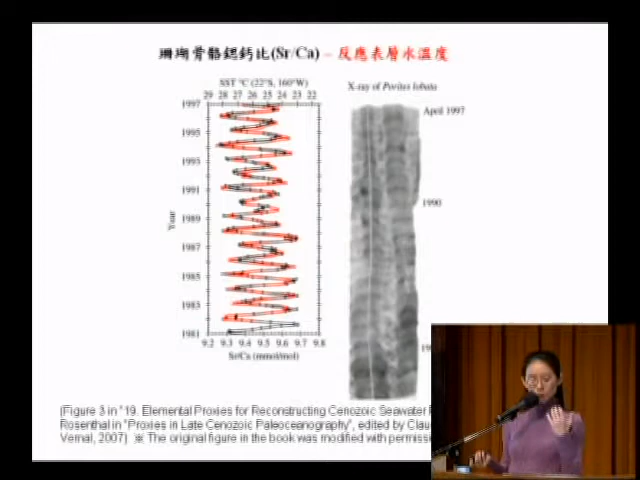 珊瑚骨骼鍶鈣比(Sr/Ca) – 反應表層水溫度
SST °C (22°S, 160°W)
X-ray of Porites lobata
29 28 27 26 25 24 23 22
April 1997
1997
1995
1993
1991
1990
1989
Year
1987
1985
1983
1981
9.2 9.3 9.4 9.5 9.6 9.7 9.8
Sr/Ca (mmol/mol)
(Figure 3 in "19. Elemental Proxies for Reconstructing Cenozoic Seawater
Rosenthal in "Proxies in Late Cenozoic Paleoceanography", edited by
Vernal, 2007) ※ The original figure in the book was modified with